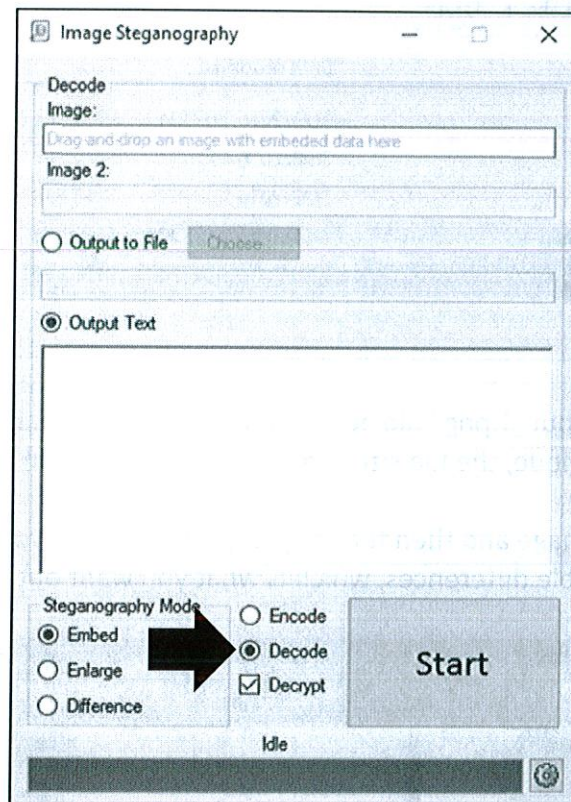 Image Steganography
Decode
Image:
Drag-and-drop an image with embeded data here
Image 2:
Output to File Choose
Output Text
Steganography Mode
Embed
Enlarge
Difference
Encode
Decode
Decrypt
Start
Idle